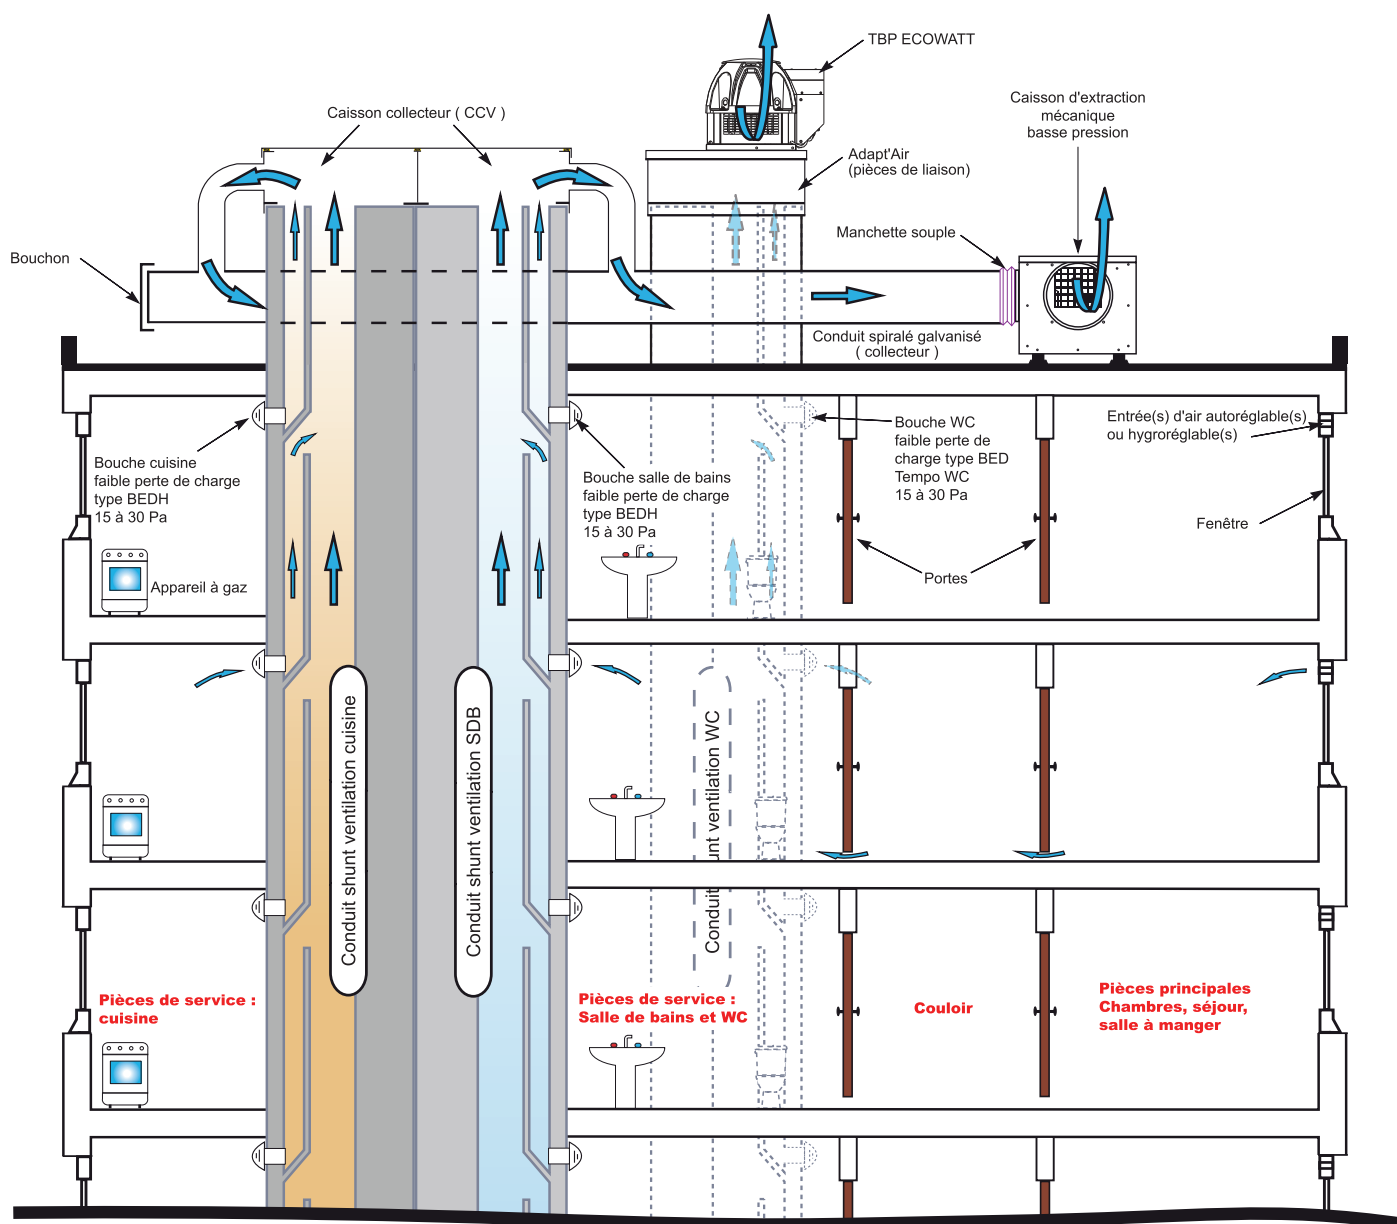 TBP ECOWATT
Caisson d'extraction
mécanique
basse pression
Caisson collecteur ( CCV )
Adapt'Air
(pièces de liaison)
Manchette souple
Bouchon
Conduit spiralé galvanisé
( collecteur )
Bouche cuisine
faible perte de charge
type BEDH
15 à 30 Pa
Bouche salle de bains
faible perte de charge
type BEDH
15 à 30 Pa
Bouche WC
faible perte de
charge type BED
Tempo WC
15 à 30 Pa
Entrée(s) d'air autoréglable(s)
ou hygroréglable(s)
Fenêtre
Appareil à gaz
Portes
Conduit shunt ventilation cuisine
Conduit shunt ventilation SDB
Conduit unt ventilation WC
Pièces de service :
cuisine
Pièces de service :
Salle de bains et WC
Couloir
Pièces principales
Chambres, séjour,
salle à manger